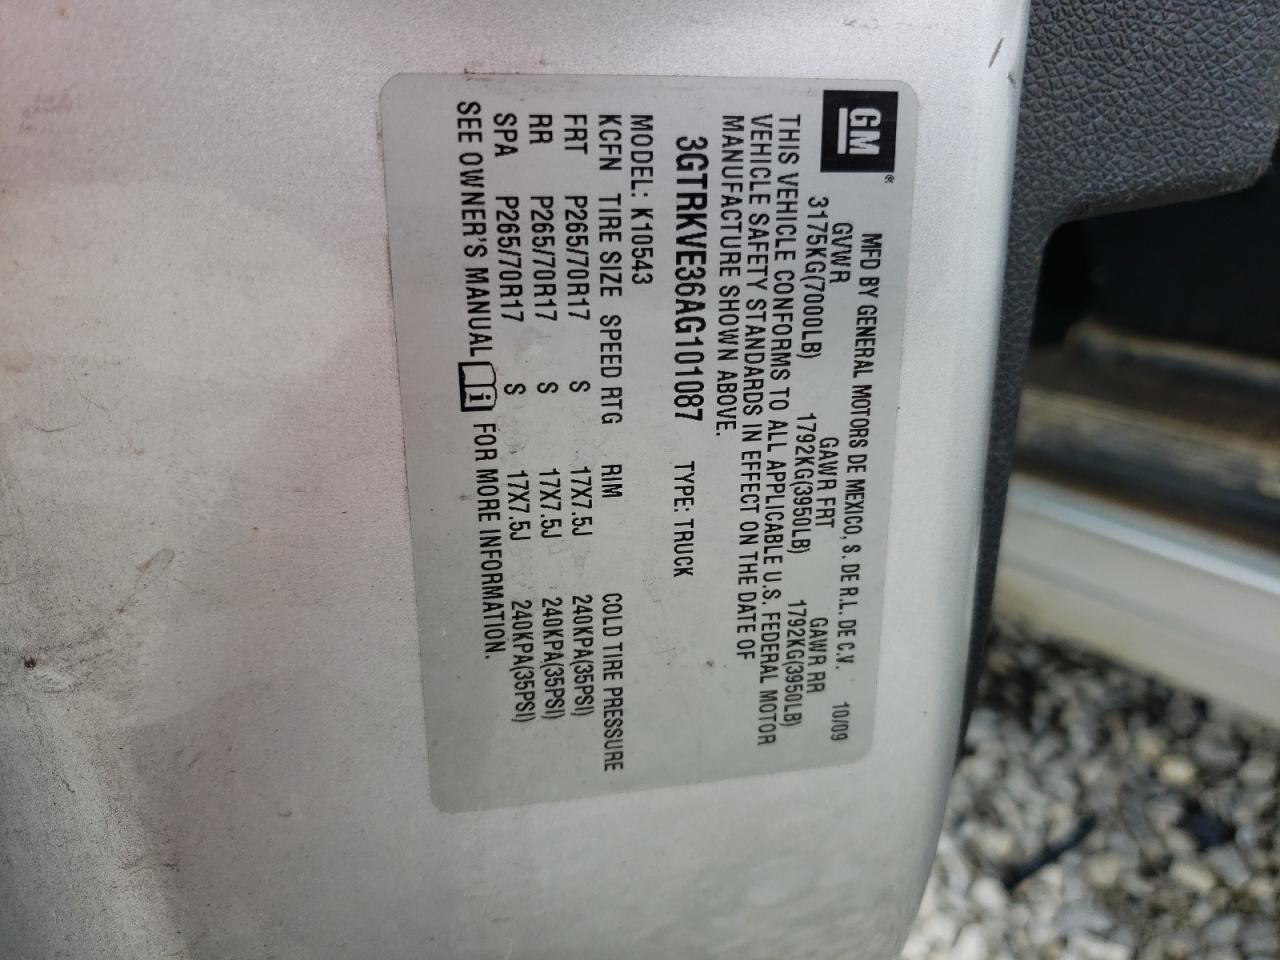 GM®
MFD BY GENERAL MOTORS DE MEXICO, S. DE R.L. DE C.V. 10/09
GVWR GAWR FRT GAWR RR
3175KG(7000LB) 1792KG(3950LB) 1792KG(3950LB)
THIS VEHICLE CONFORMS TO ALL APPLICABLE U.S. FEDERAL MOTOR
VEHICLE SAFETY STANDARDS IN EFFECT ON THE DATE OF
MANUFACTURE SHOWN ABOVE.
3GTRKVE36AG101087 TYPE: TRUCK
MODEL: K10543
KCFN TIRE SIZE SPEED RTG RIM COLD TIRE PRESSURE
FRT P265/70R17 S 17X7.5J 240KPA(35PSI)
RR P265/70R17 S 17X7.5J 240KPA(35PSI)
SPA P265/70R17 S 17X7.5J 240KPA(35PSI)
SEE OWNER'S MANUAL i FOR MORE INFORMATION.